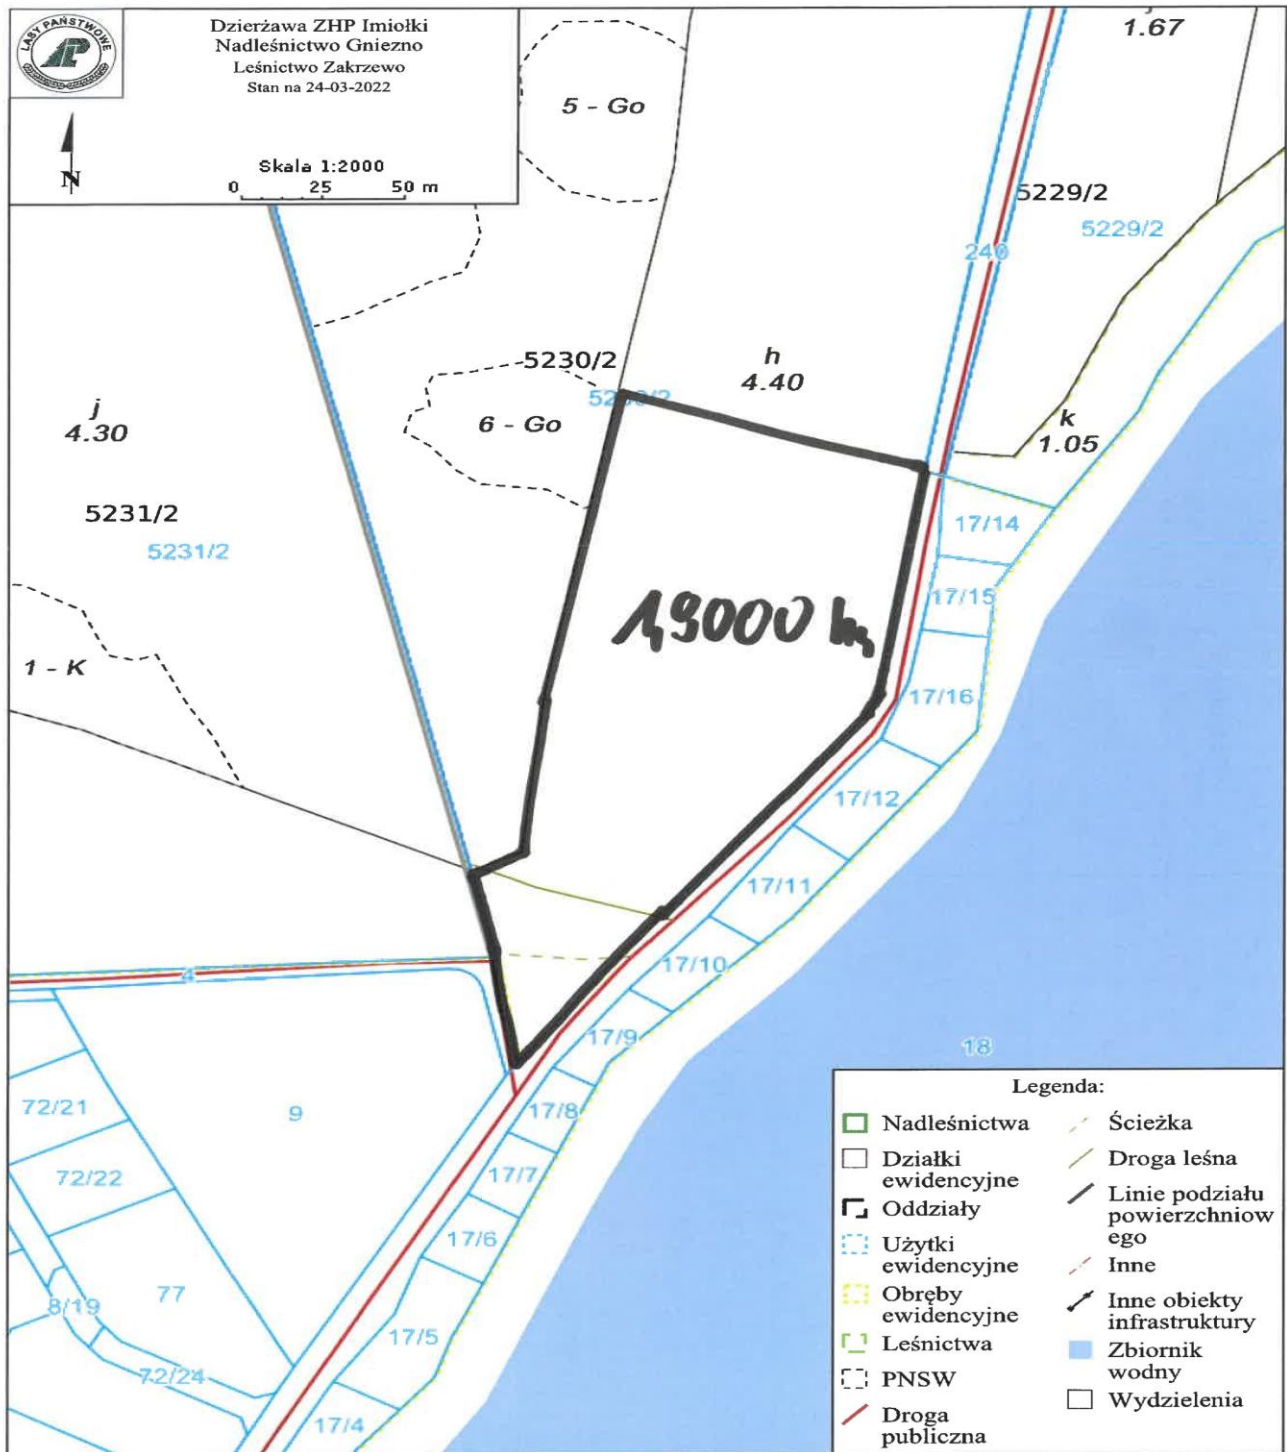 LASY PAŃSTWOWE
Dzierżawa ZHP Imiołki
Nadleśnictwo Gniezno
Leśnictwo Zakrzewo
Stan na 24-03-2022
N
Skala 1:2000
0 25 50 m
1.67
5 - Go
5229/2
5229/2
240
5230/2
h
4.40
j
4.30
6 - Go
k
1.05
5231/2
5231/2
17/14
17/15
1,9000 ha
1 - K
17/16
17/12
17/11
17/10
4
17/9
18
9
17/8
72/21
17/7
72/22
17/6
77
8/19
17/5
72/24
17/4
Legenda:
Nadleśnictwa
Działki
ewidencyjne
Oddziały
Użytki
ewidencyjne
Obręby
ewidencyjne
Leśnictwa
PNSW
Droga
publiczna
Ścieżka
Droga leśna
Linie podziału
powierzchniow
ego
Inne
Inne obiekty
infrastruktury
Zbiornik
wodny
Wydzielenia